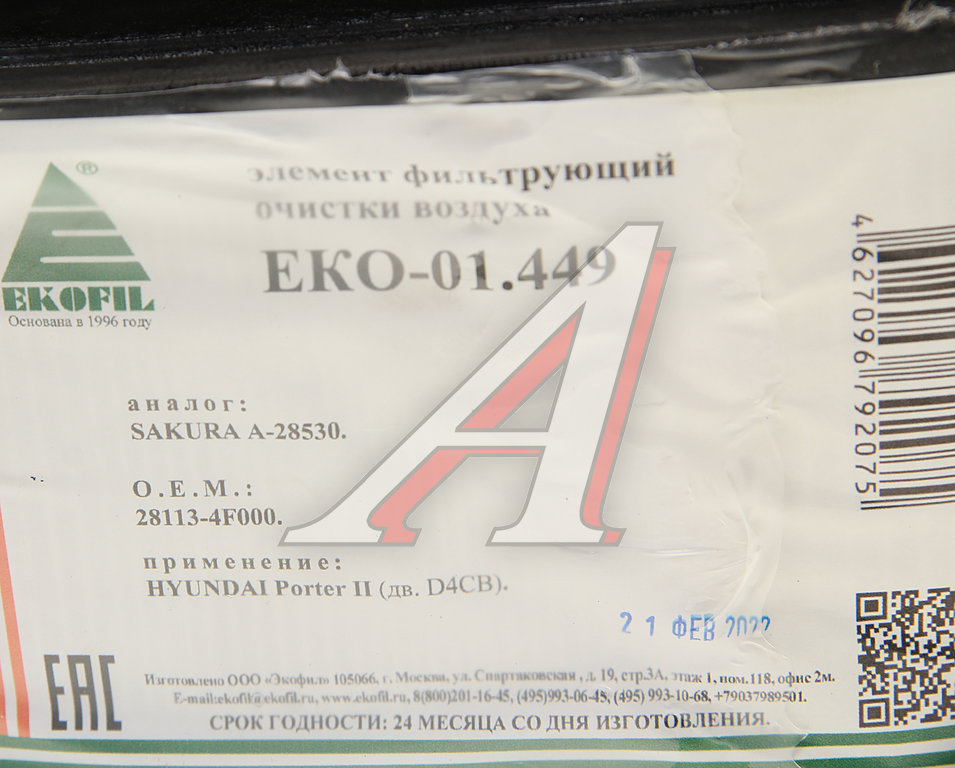 ®
EKOFIL
Основана в 1996 году
элемент фильтрующий
очистки воздуха
ЕКО-01.449
аналог:
SAKURA A-28530.
О.Е.М.:
28113-4F000.
применение:
HYUNDAI Porter II (дв. D4CB).
21 ФЕВ
4627096792075
EAC
Изготовлено ООО «Экофил» 105066, г. Москва, ул. Спартаковская , д. 19, стр.3А, этаж 1, пом.118, офис 2м.
E-mail:ekofil@ekofil.ru, www.ekofil.ru, 8(800)201-16-45, (495)993-06-48, (495) 993-10-68, +79037989501.
СРОК ГОДНОСТИ: 24 МЕСЯЦА СО ДНЯ ИЗГОТОВЛЕНИЯ.